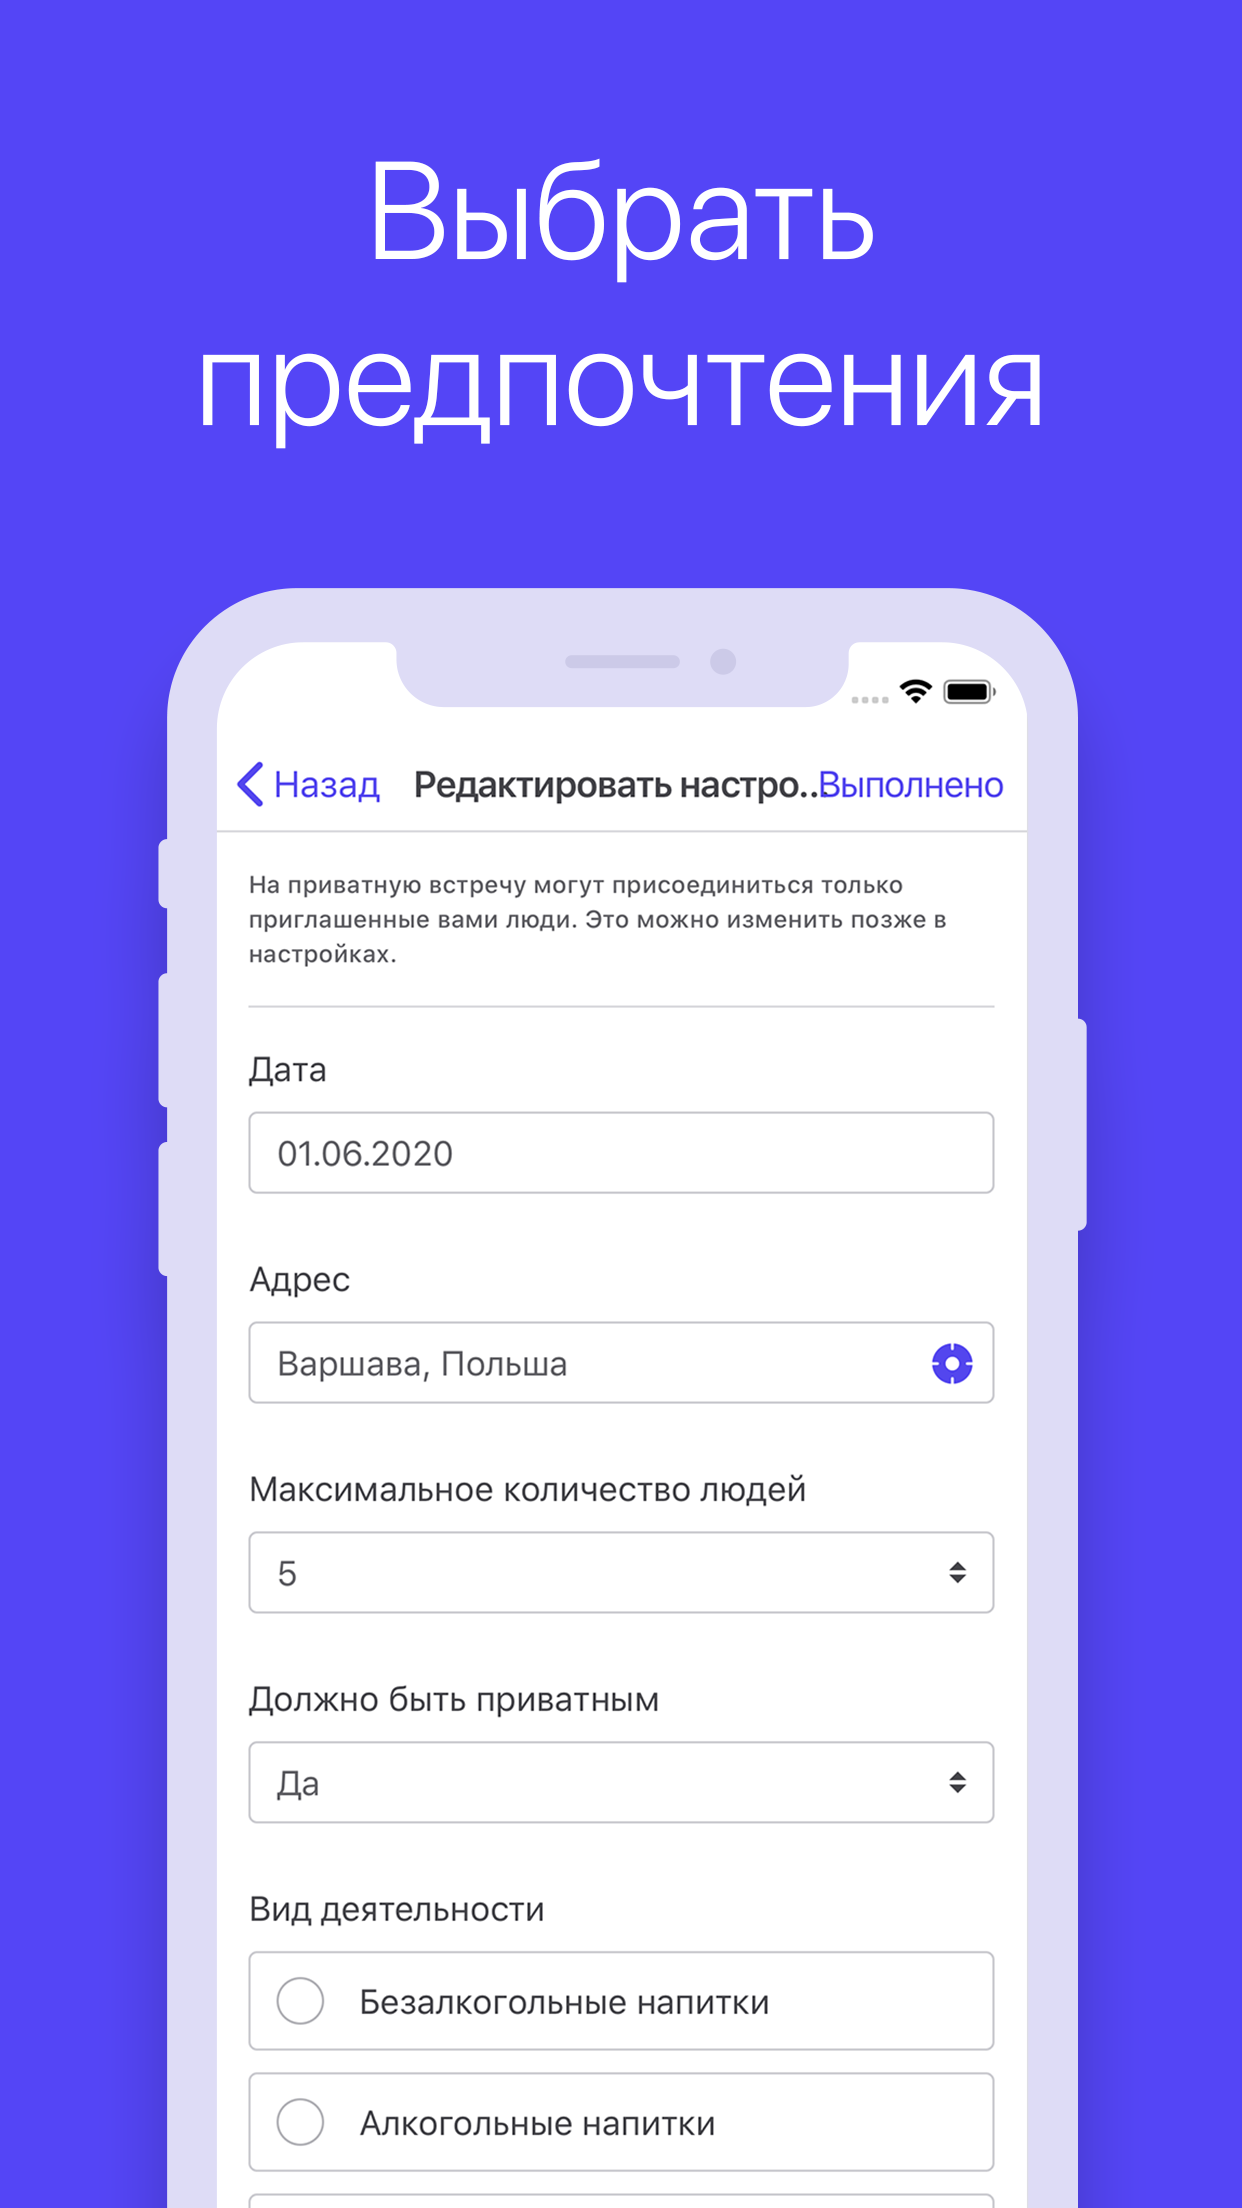 Выбрать
предпочтения
Назад
Редактировать настро...
Выполнено
На приватную встречу могут присоединиться только
приглашенные вами люди. Это можно изменить позже в
настройках.
Дата
01.06.2020
Адрес
Варшава, Польша
Максимальное количество людей
5
Должно быть приватным
Да
Вид деятельности
Безалкогольные напитки
Алкогольные напитки